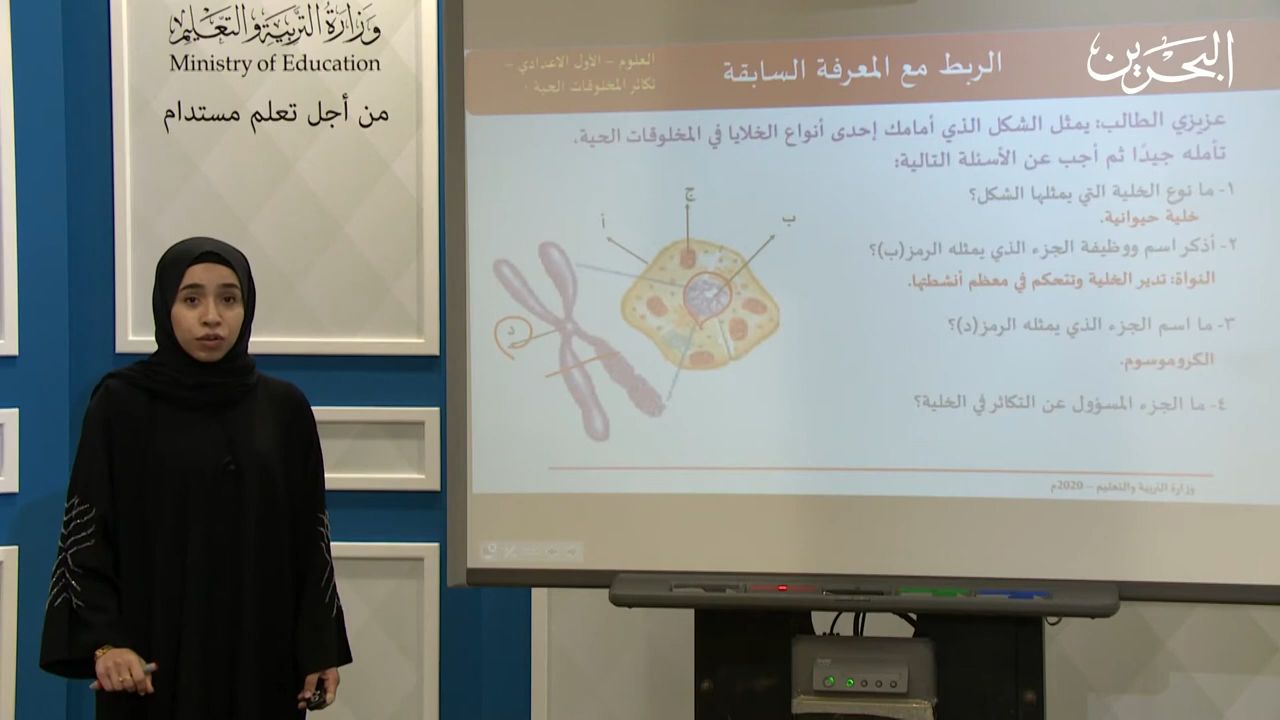 وزارة التربية والتعليم
Ministry of Education
من أجل تعلم مستدام
البحرين
الربط مع المعرفة السابقة
العلوم – الأول الاعدادي –
تكاثر المخلوقات الحية ١
عزيزي الطالب: يمثل الشكل الذي أمامك إحدى أنواع الخلايا في المخلوقات الحية.
تأمله جيدًا ثم أجب عن الأسئلة التالية:
١- ما نوع الخلية التي يمثلها الشكل؟
خلية حيوانية.
٢- أذكر اسم ووظيفة الجزء الذي يمثله الرمز(ب)؟
النواة: تدير الخلية وتتحكم في معظم أنشطتها.
٣- ما اسم الجزء الذي يمثله الرمز(د)؟
الكروموسوم.
٤- ما الجزء المسؤول عن التكاثر في الخلية؟
ب
ج
أ
د
وزارة التربية والتعليم – 2020م